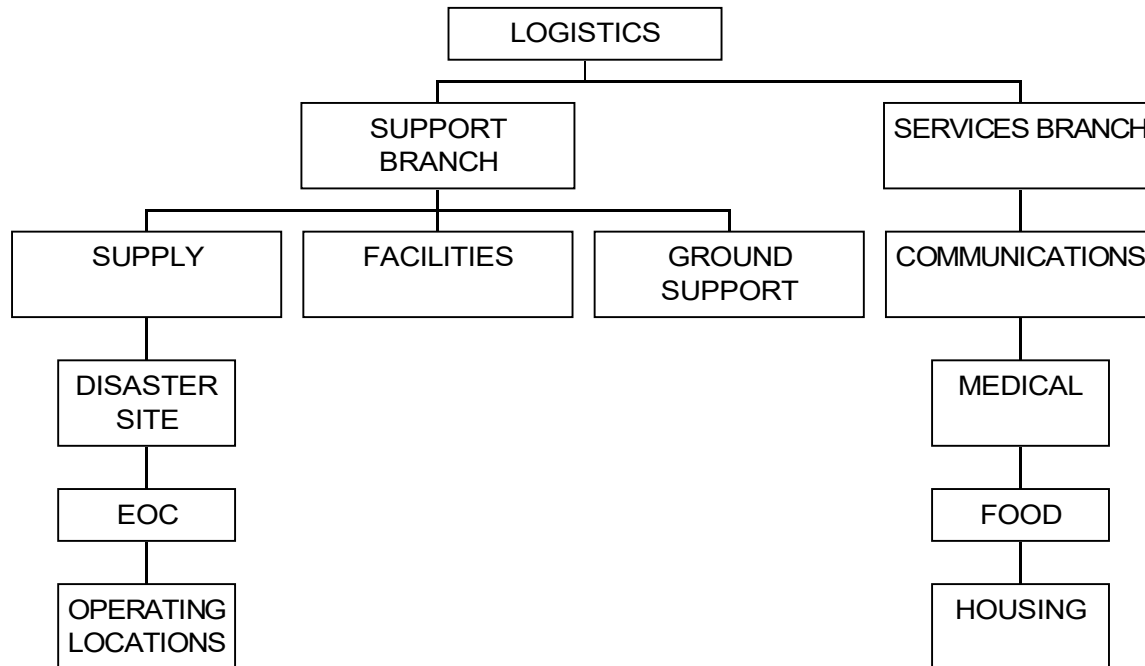 LOGISTICS
SUPPORT
BRANCH
SERVICES BRANCH
SUPPLY
FACILITIES
GROUND
SUPPORT
COMMUNICATIONS
DISASTER
SITE
MEDICAL
EOC
FOOD
OPERATING
LOCATIONS
HOUSING